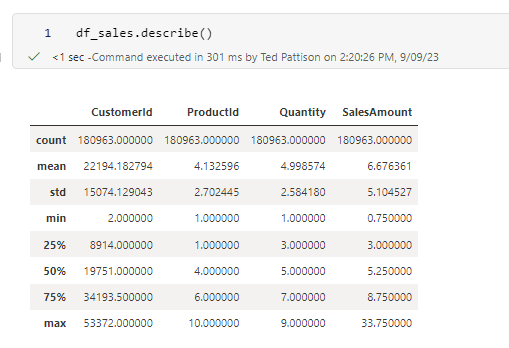 1 df_sales.describe()
<1 sec -Command executed in 301 ms by Ted Pattison on 2:20:26 PM, 9/09/23
CustomerId ProductId Quantity SalesAmount
count 180963.000000 180963.000000 180963.000000 180963.000000
mean 22194.182794 4.132596 4.998574 6.676361
std 15074.129043 2.702445 2.584180 5.104527
min 2.000000 1.000000 1.000000 0.750000
25% 8914.000000 1.000000 3.000000 3.000000
50% 19751.000000 4.000000 5.000000 5.250000
75% 34193.500000 6.000000 7.000000 8.750000
max 53372.000000 10.000000 9.000000 33.750000